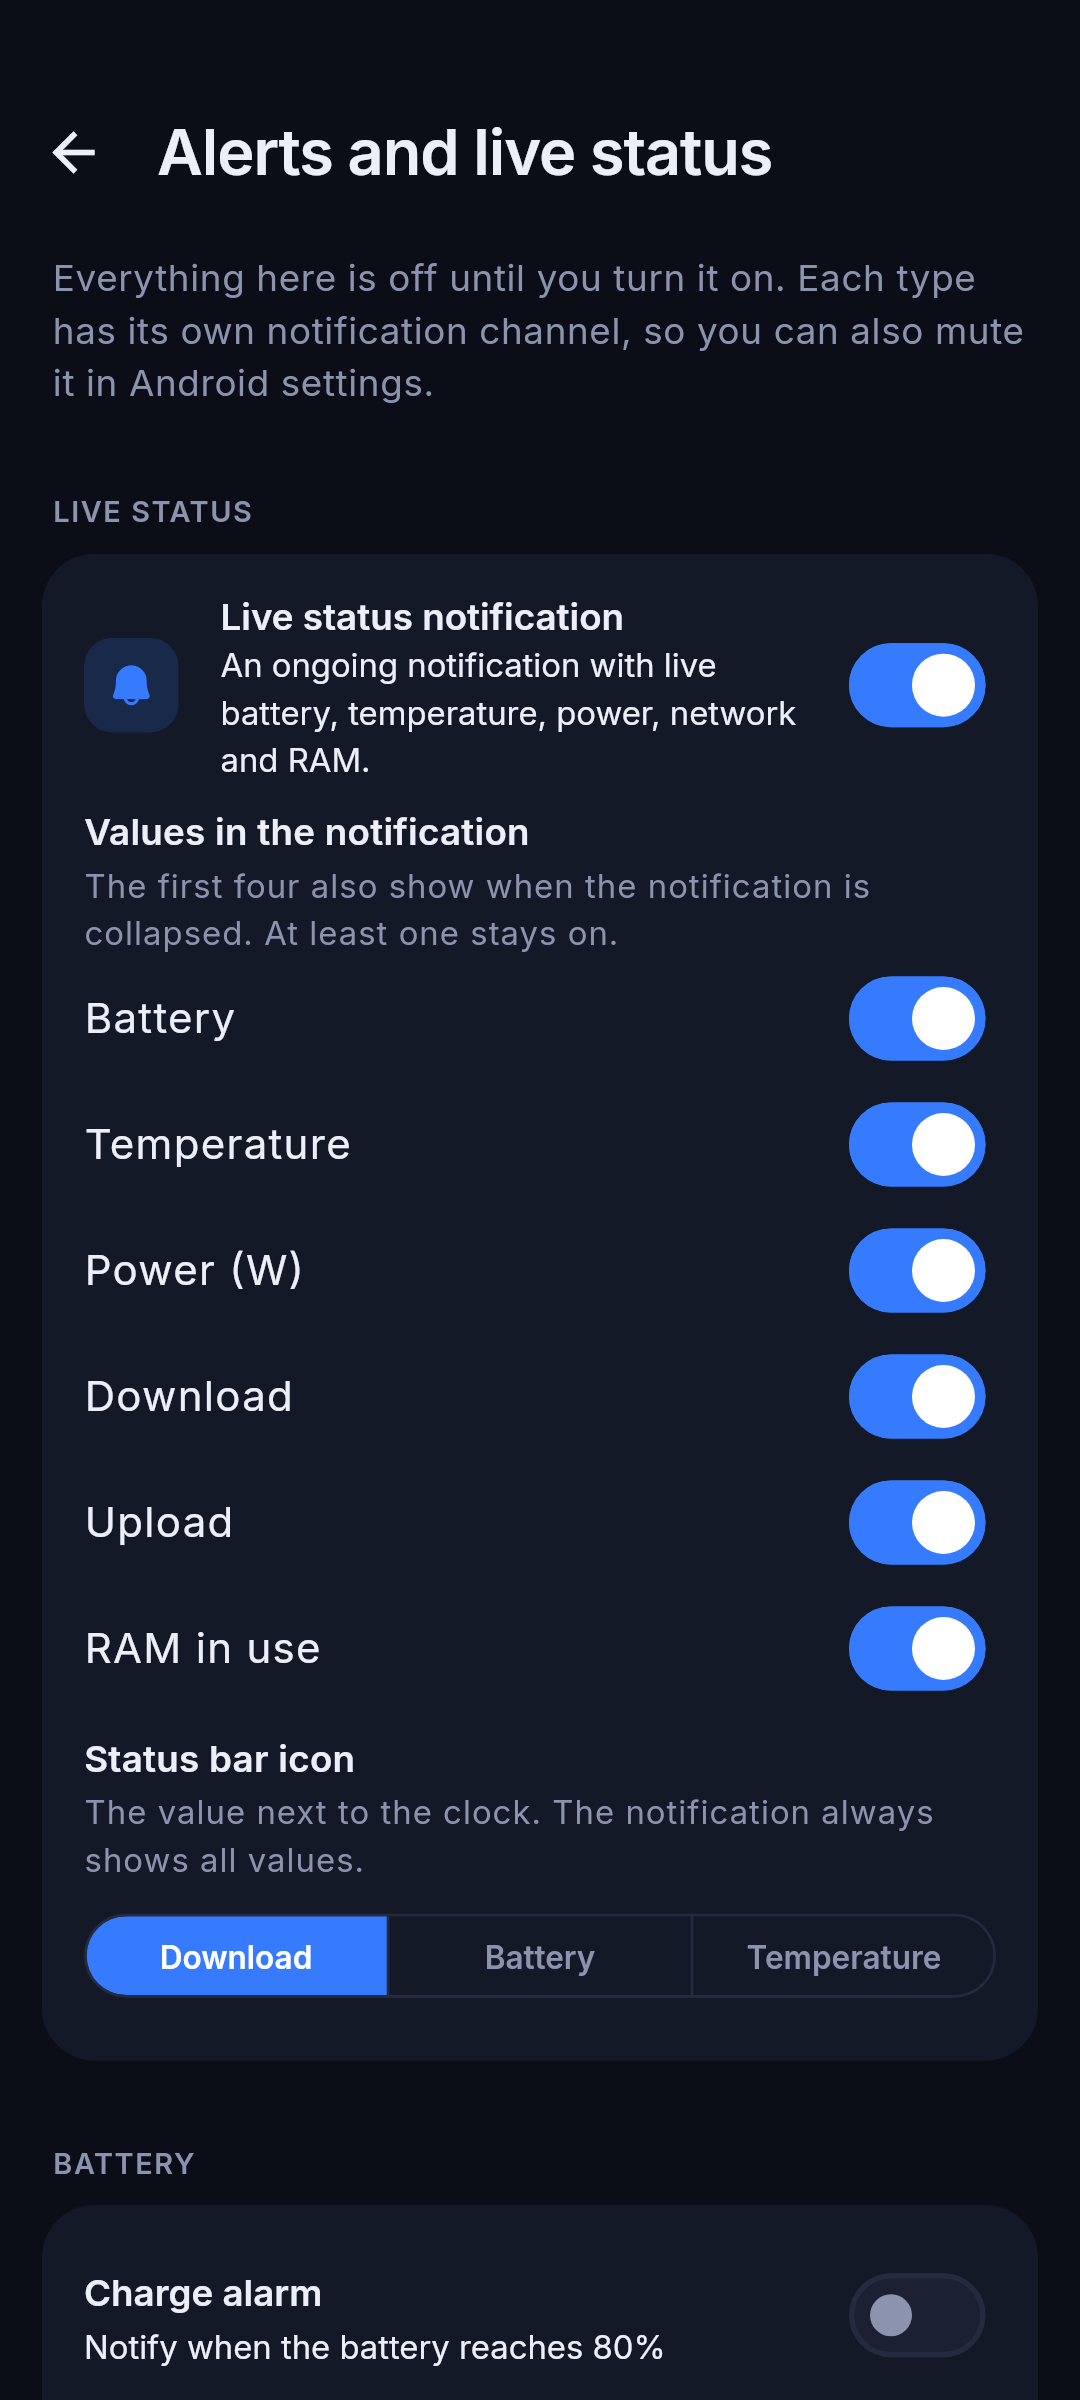 Alerts and live status
Everything here is off until you turn it on. Each type
has its own notification channel, so you can also mute
it in Android settings.
LIVE STATUS
Live status notification
An ongoing notification with live
battery, temperature, power, network
and RAM.
Values in the notification
The first four also show when the notification is
collapsed. At least one stays on.
Battery
Temperature
Power (W)
Download
Upload
RAM in use
Status bar icon
The value next to the clock. The notification always
shows all values.
Download Battery Temperature
BATTERY
Charge alarm
Notify when the battery reaches 80%